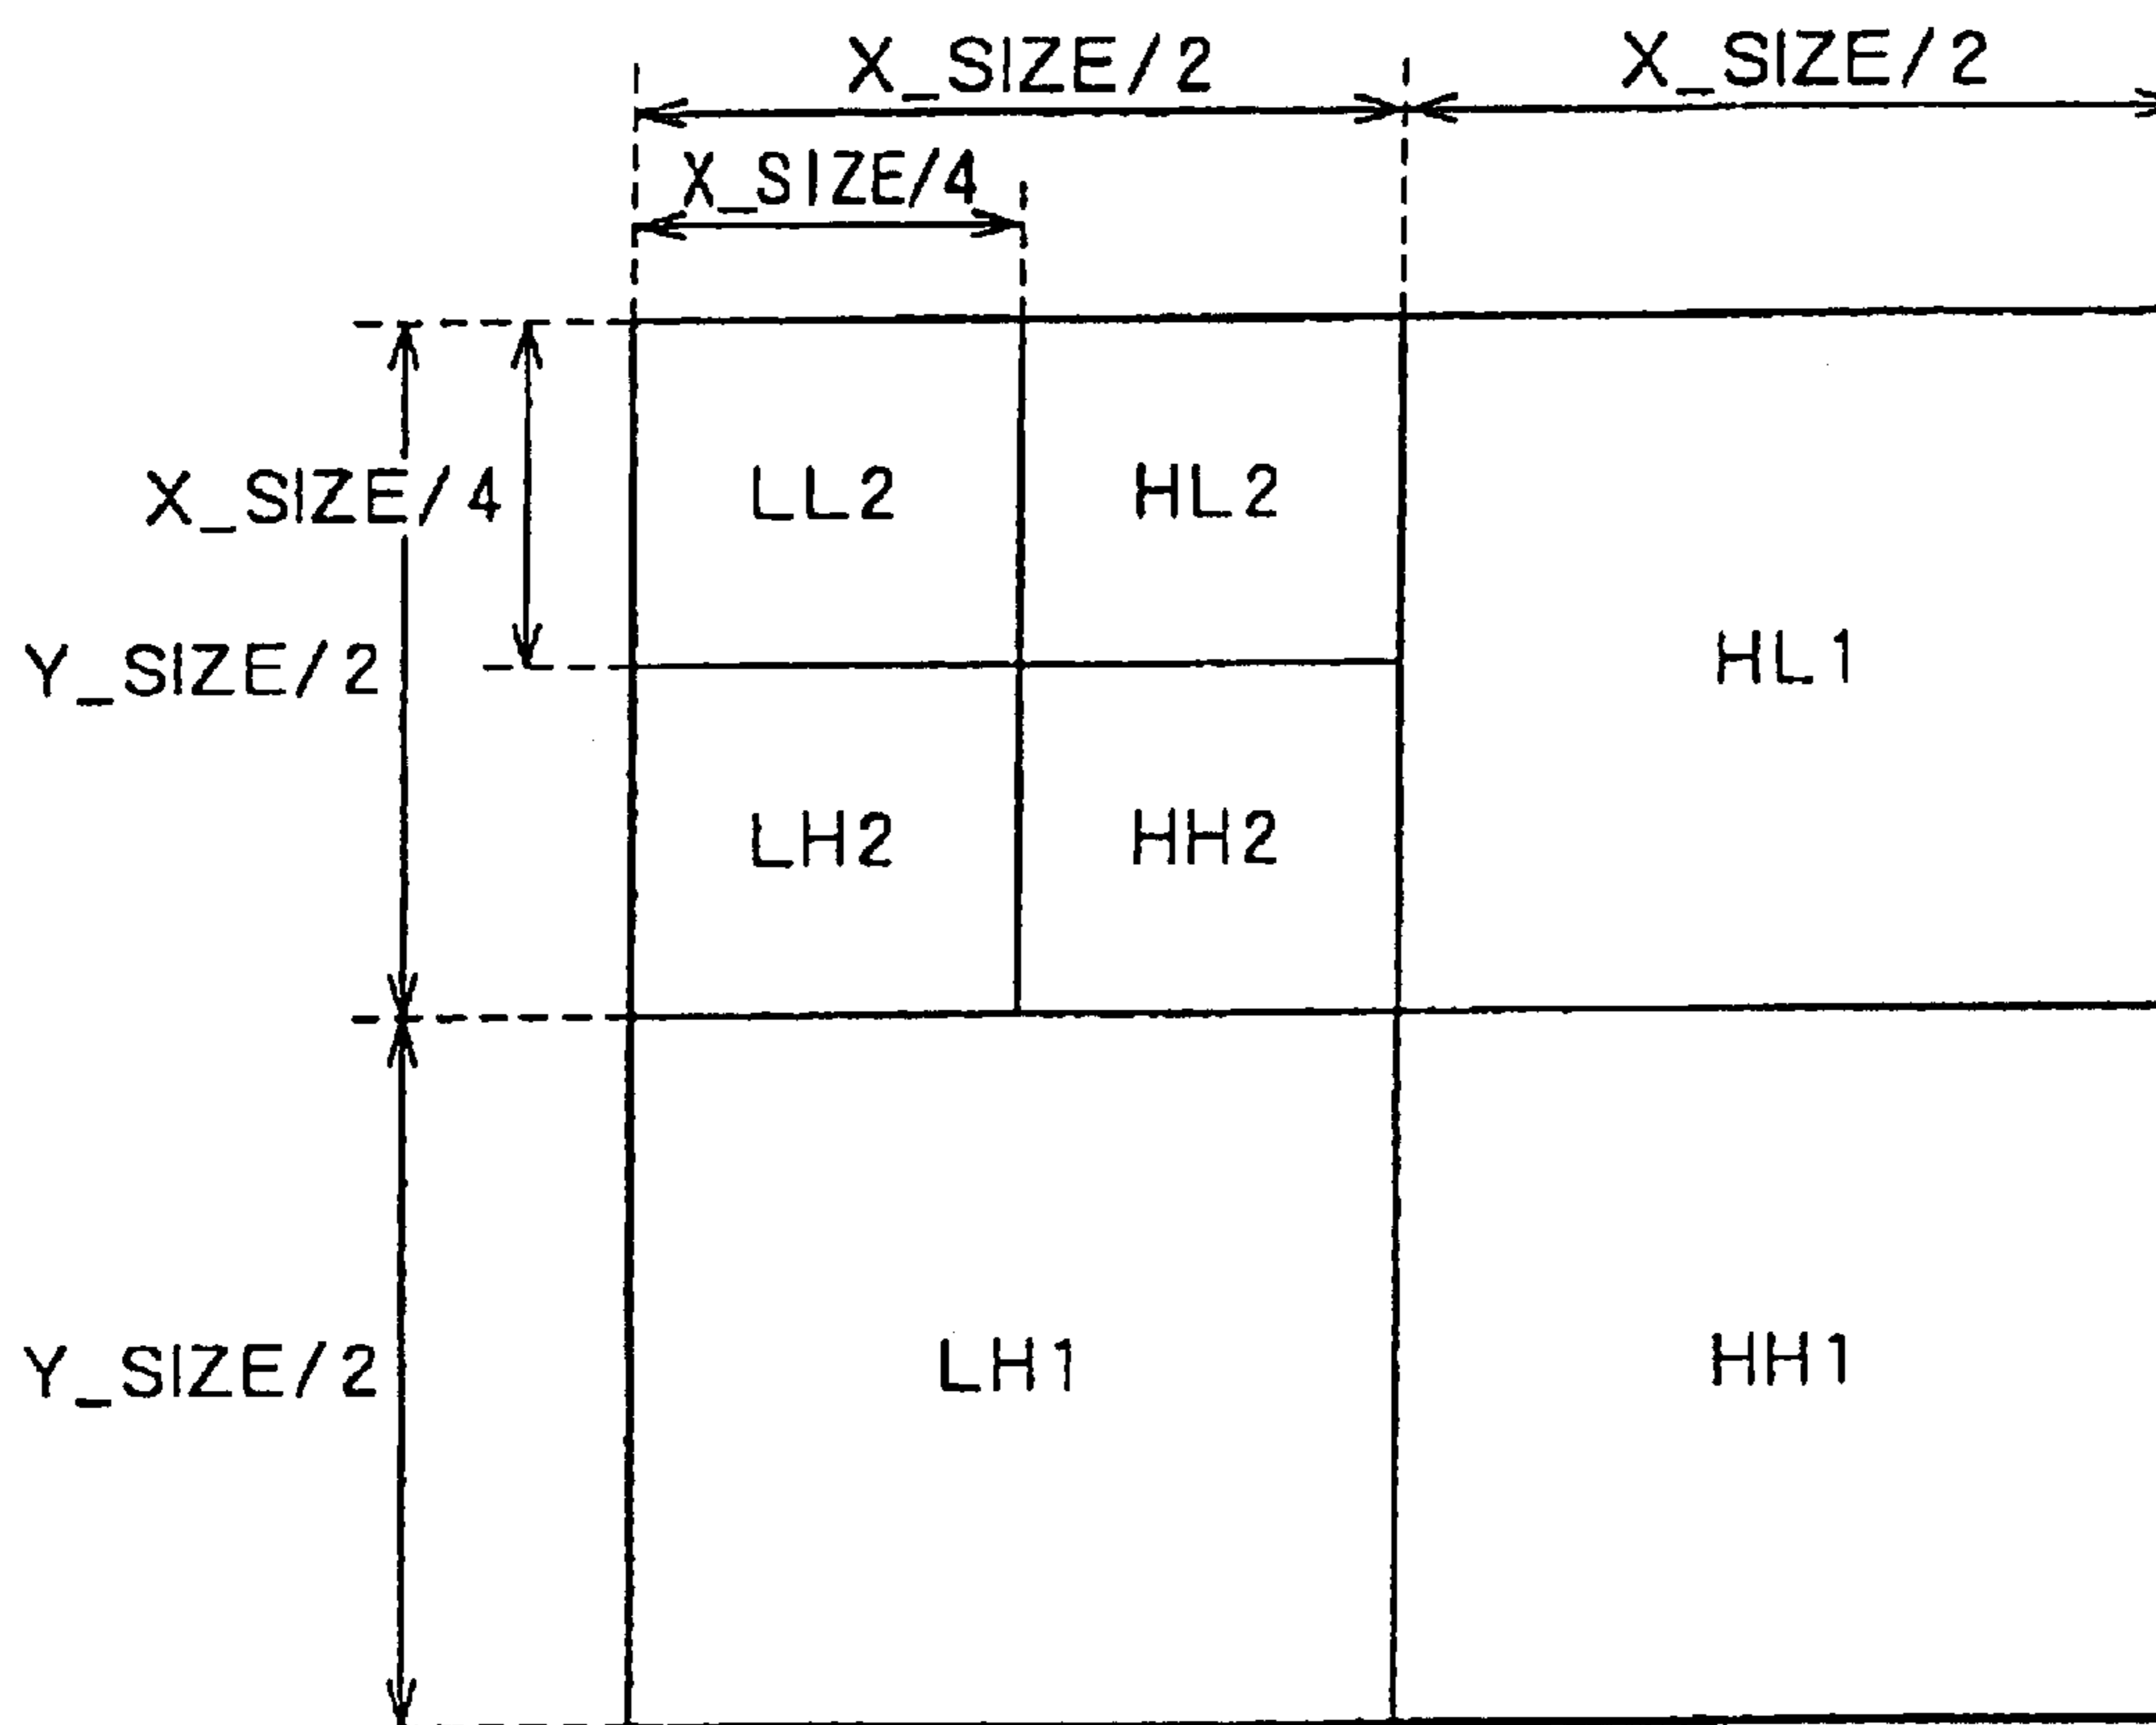 X_SIZE/2 X_SIZE/2
X_SIZE/4
X_SIZE/4 LL2 HL2
Y_SIZE/2 HL1
LH2 HH2
Y_SIZE/2 LH1 HH1